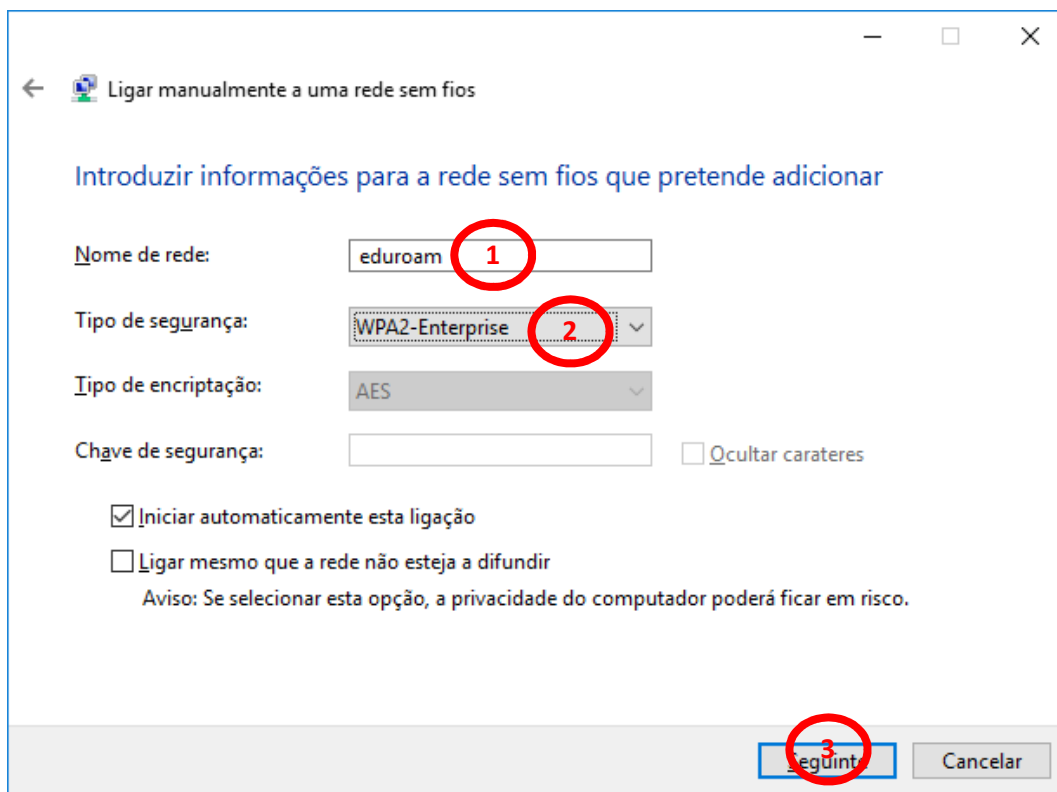 Ligar manualmente a uma rede sem fios
Introduzir informações para a rede sem fios que pretende adicionar
Nome de rede: eduroam 1
Tipo de segurança: WPA2-Enterprise 2
Tipo de encriptação: AES
Chave de segurança: Ocultar carateres
Iniciar automaticamente esta ligação
Ligar mesmo que a rede não esteja a difundir
Aviso: Se selecionar esta opção, a privacidade do computador poderá ficar em risco.
Seguinte 3 Cancelar